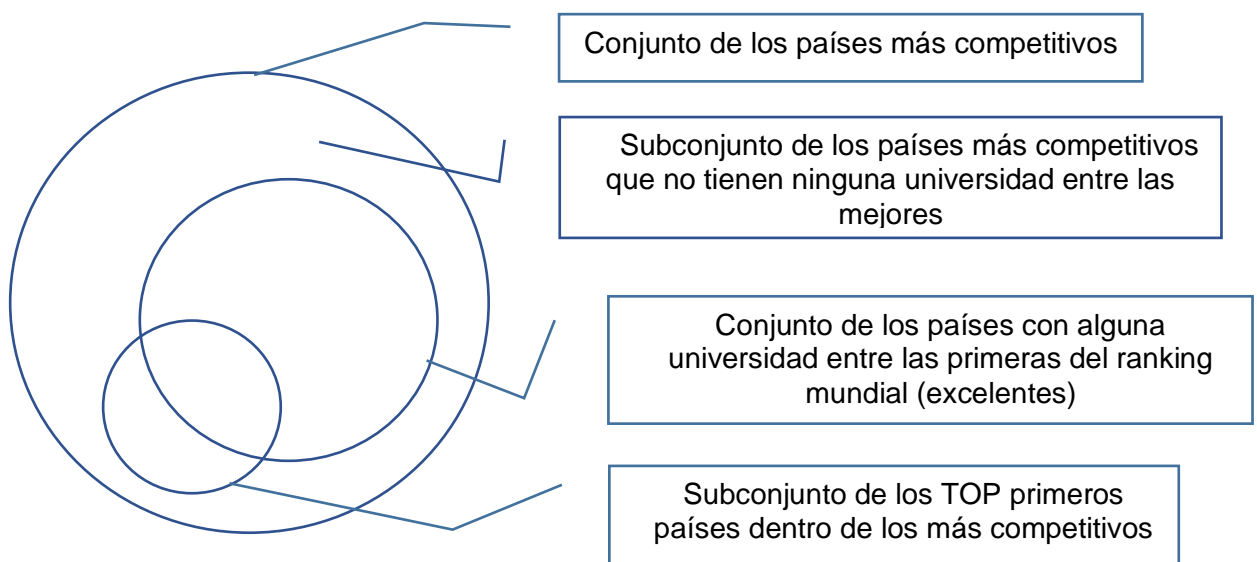 Conjunto de los países más competitivos
Subconjunto de los países más competitivos
que no tienen ninguna universidad entre las
mejores
Conjunto de los países con alguna
universidad entre las primeras del ranking
mundial (excelentes)
Subconjunto de los TOP primeros
países dentro de los más competitivos